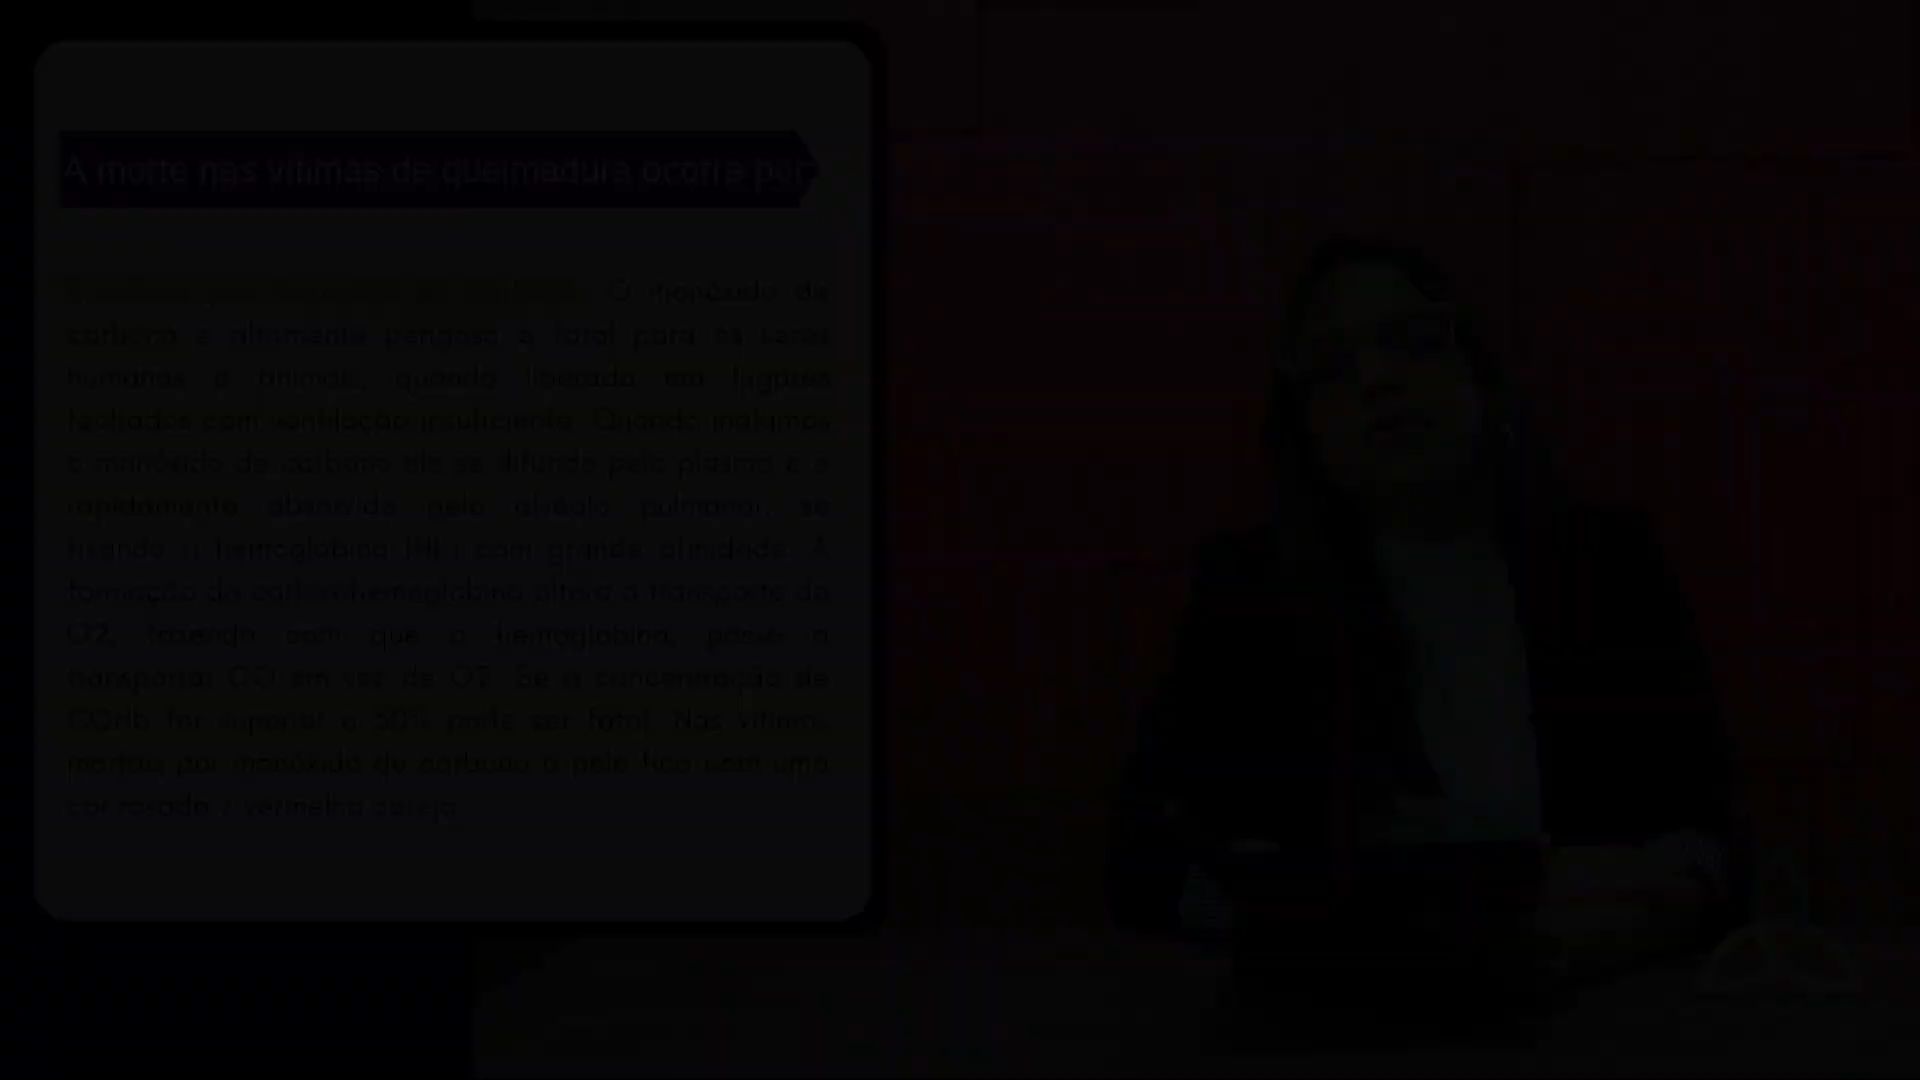 A morte nas vítimas de queimadura ocorre por:
O monóxido de
carbono é altamente perigoso e fatal para os seres
humanos e animais, quando liberado em lugares
fechados com ventilação insuficiente. Quando inalamos
o monóxido de carbono ele se difunde pelo plasma e é
rapidamente absorvido pelo alvéolo pulmonar, se
fixando a hemoglobina (Hb) com grande afinidade. A
formação de carboxihemoglobina altera o transporte de
O2, fazendo com que a hemoglobina, passe a
transportar CO em vez de O2. Se a concentração de
COHb for superior a 50% pode ser fatal. Nas vítimas
mortais por monóxido de carbono a pele fica com uma
cor rosada / vermelho cereja.